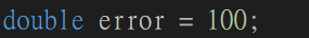 double error = 100;